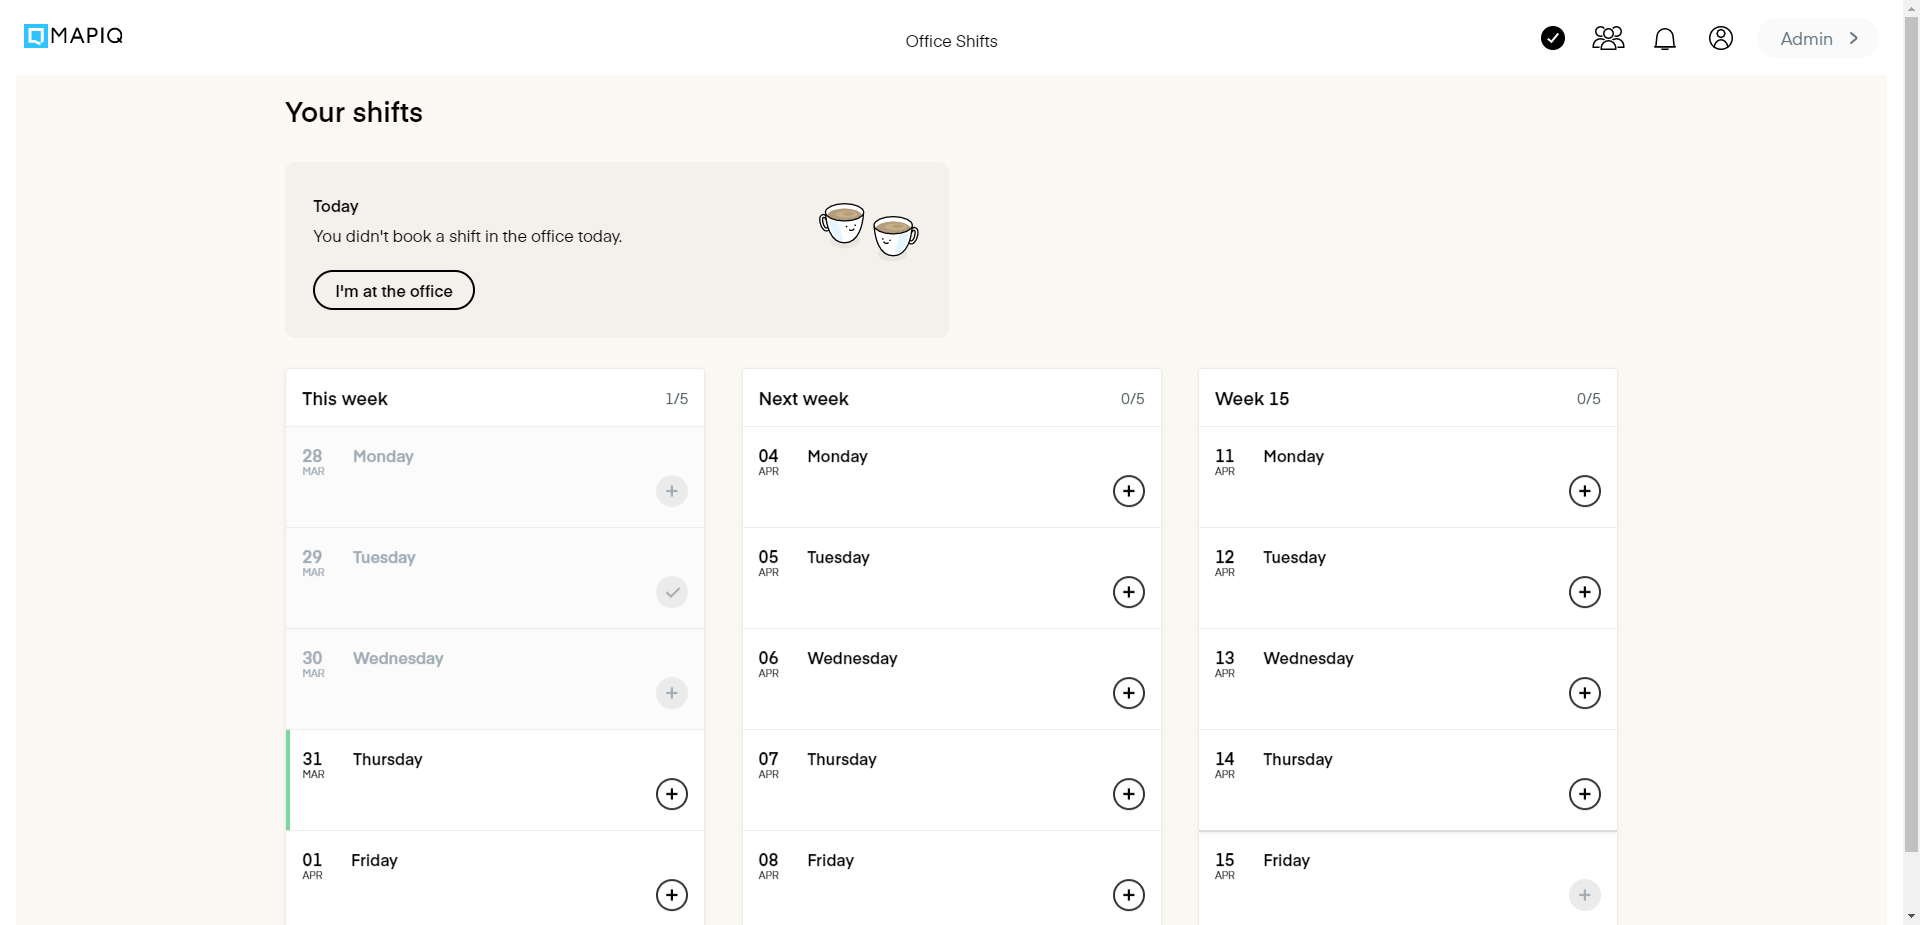 MAPIQ
Office Shifts
Admin
Your shifts
Today
You didn't book a shift in the office today.
I'm at the office
This week 1/5
28 Monday
MAR
29 Tuesday
MAR
30 Wednesday
MAR
31 Thursday
MAR
01 Friday
APR
Next week 0/5
04 Monday
APR
05 Tuesday
APR
06 Wednesday
APR
07 Thursday
APR
08 Friday
APR
Week 15 0/5
11 Monday
APR
12 Tuesday
APR
13 Wednesday
APR
14 Thursday
APR
15 Friday
APR